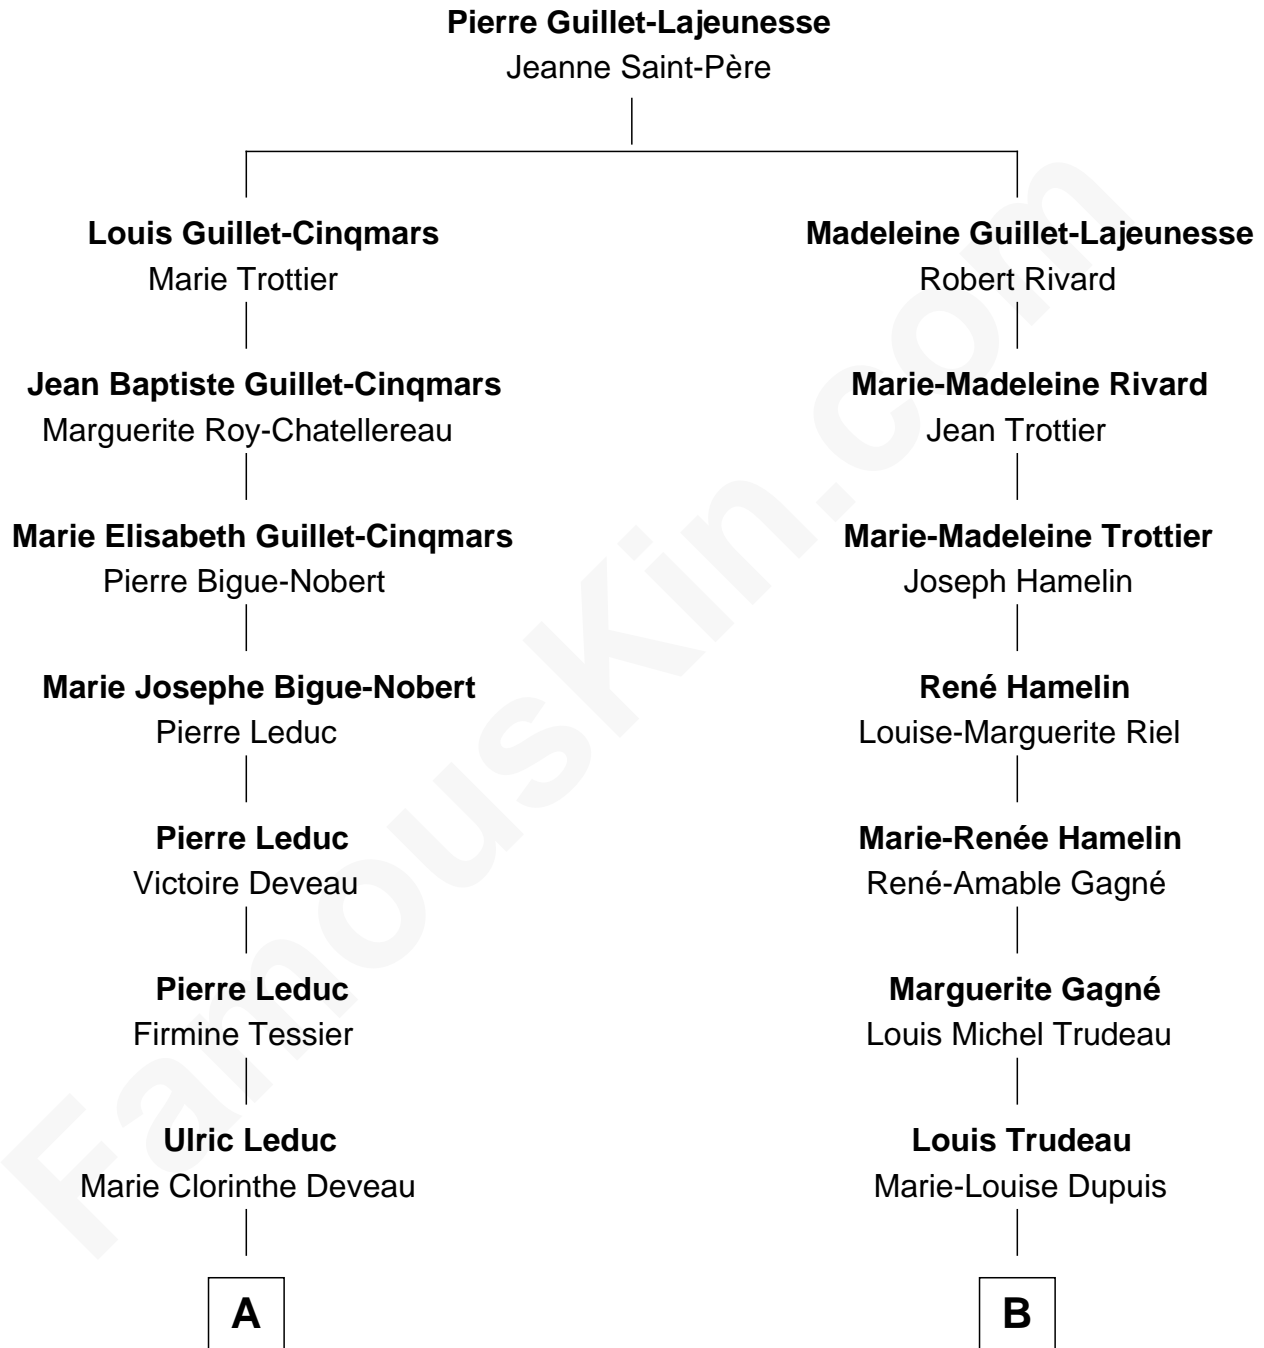 Pierre Guillet-Lajeunesse
Jeanne Saint-Père
Louis Guillet-Cinqmars
Marie Trottier
Jean Baptiste Guillet-Cinqmars
Marguerite Roy-Chatellereau
Marie Elisabeth Guillet-Cinqmars
Pierre Bigue-Nobert
Marie Josephe Bigue-Nobert
Pierre Leduc
Pierre Leduc
Victoire Deveau
Pierre Leduc
Firmine Tessier
Ulric Leduc
Marie Clorinthe Deveau
A
Madeleine Guillet-Lajeunesse
Robert Rivard
Marie-Madeleine Rivard
Jean Trottier
Marie-Madeleine Trottier
Joseph Hamelin
René Hamelin
Louise-Marguerite Riel
Marie-Renée Hamelin
René-Amable Gagné
Marguerite Gagné
Louis Michel Trudeau
Louis Trudeau
Marie-Louise Dupuis
B
FamousKin.com